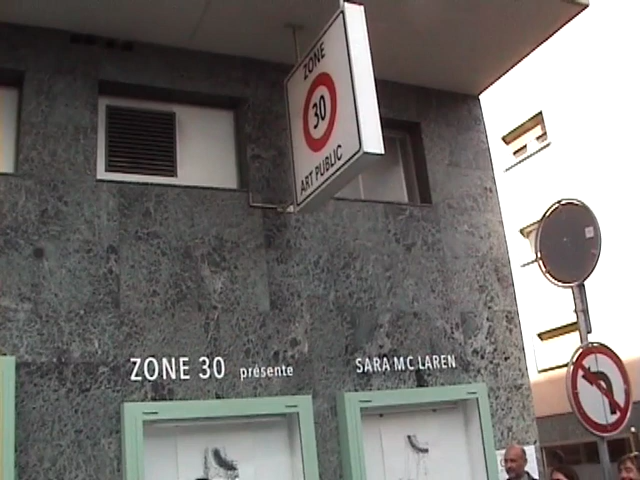 ZONE
30
ART PUBLIC
ZONE 30 présente
SARA MC LAREN